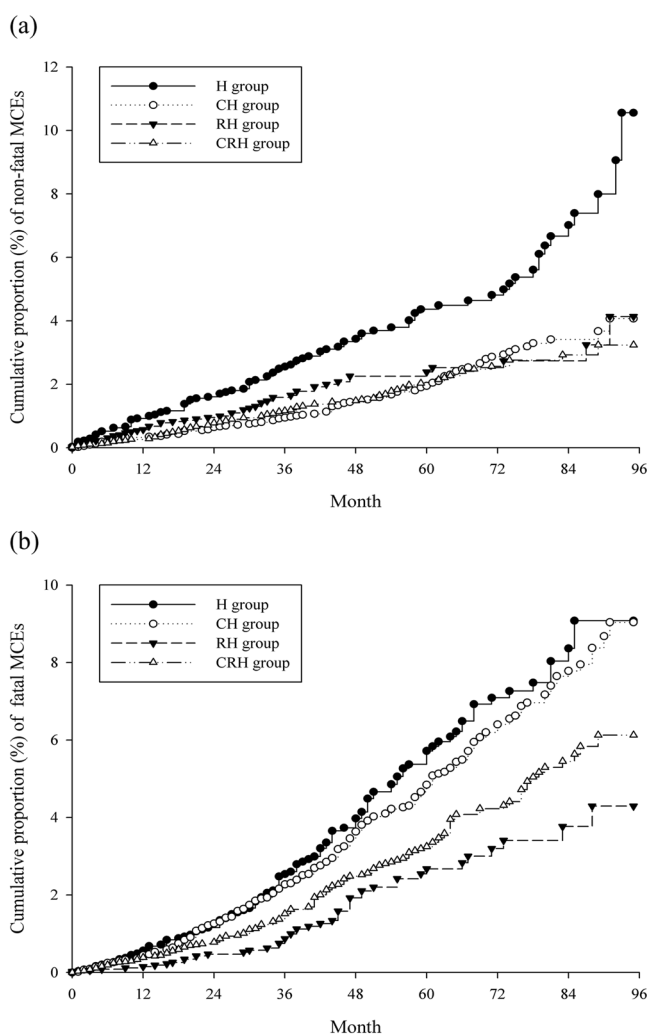 (a)
Cumulative proportion (%) of non-fatal MCEs
12
10
8
6
4
2
0
H group
CH group
RH group
CRH group
0 12 24 36 48 60 72 84 96
Month
(b)
Cumulative proportion (%) of fatal MCEs
10
8
6
4
2
0
H group
CH group
RH group
CRH group
0 12 24 36 48 60 72 84 96
Month